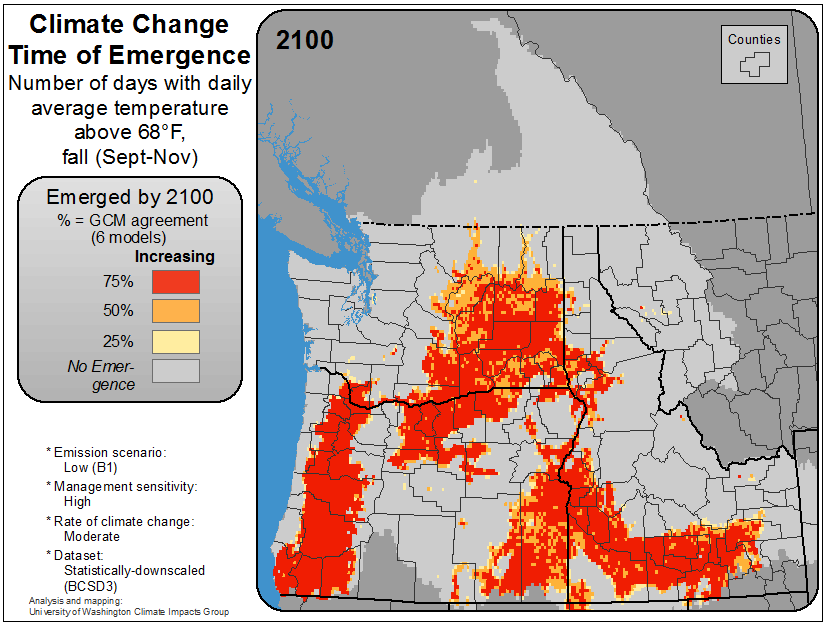 Climate Change
Time of Emergence
Number of days with daily
average temperature
above 68°F,
fall (Sept-Nov)
Emerged by 2100
% = GCM agreement
(6 models)
Increasing
75%
50%
25%
No Emer-
gence
* Emission scenario:
Low (B1)
* Management sensitivity:
High
* Rate of climate change:
Moderate
* Dataset:
Statistically-downscaled
(BCSD3)
Analysis and mapping:
University of Washington Climate Impacts Group
2100
Counties